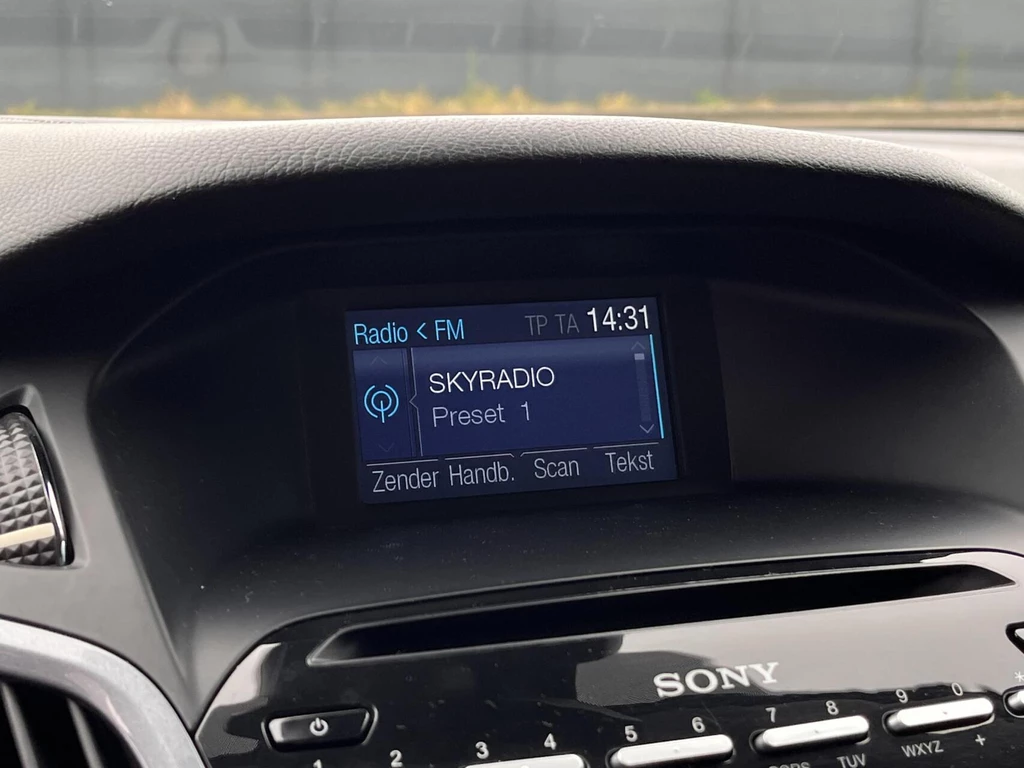 Radio < FM TP TA 14:31
SKYRADIO
Preset 1
Zender Handb. Scan Tekst
SONY
1 2 3 4 5 6 7 8 9 0 *
TUV WXYZ +